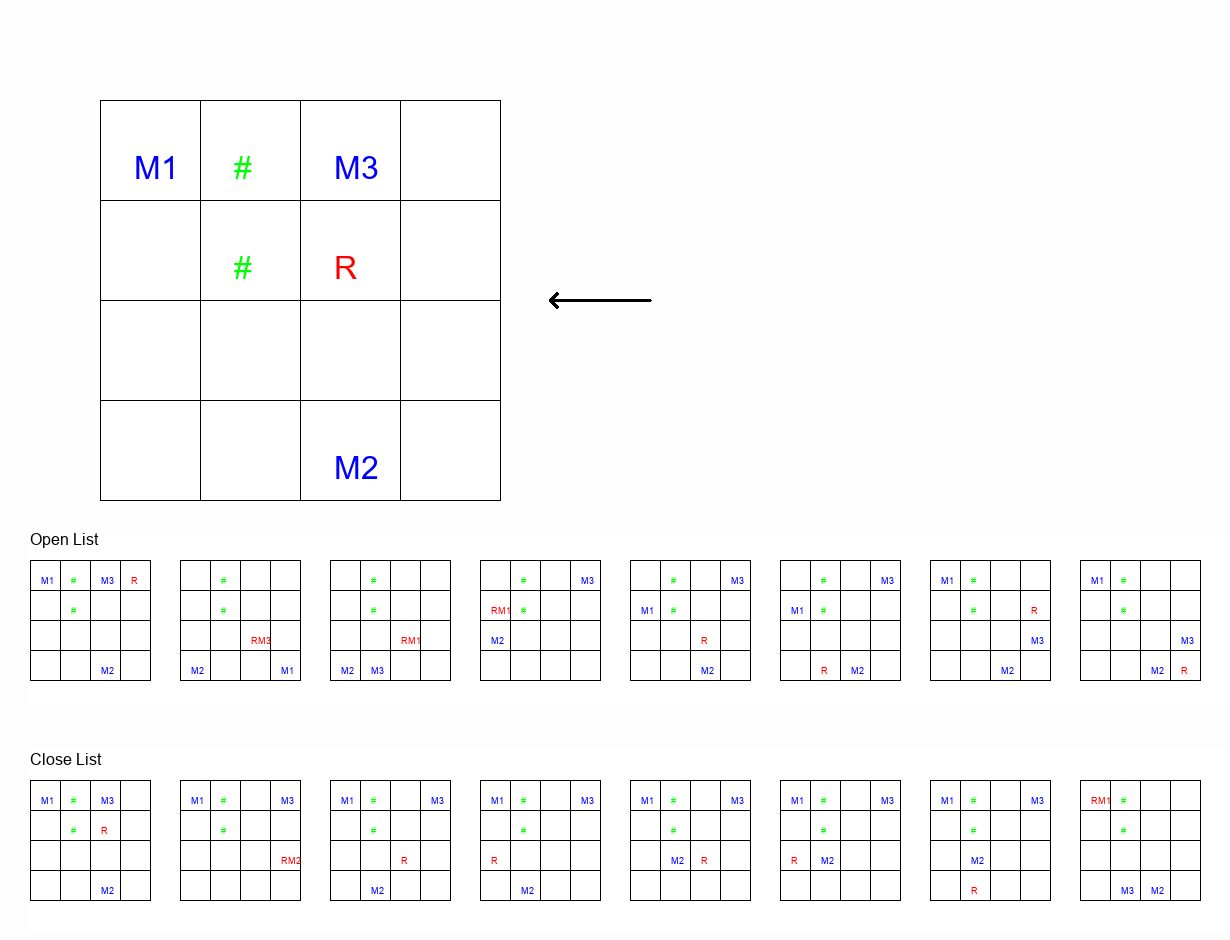 M1 # M3
# R
M2
Open List
M1 # M3 R # # M3 # M3 # M3 M1 # M1 #
# # # RM1 # M1 # M1 # # R #
RM3 RM1 M2 R M3 M3
M2 M2 M1 M2 M3 M2 R M2 M2 M2 R
Close List
M1 # M3 M1 # M3 M1 # M3 M1 # M3 M1 # M3 M1 # M3 M1 # M3 RM1 #
# R # # # # # # #
RM2 R R M2 R R M2 M2
M2 M2 M2 R M3 M2